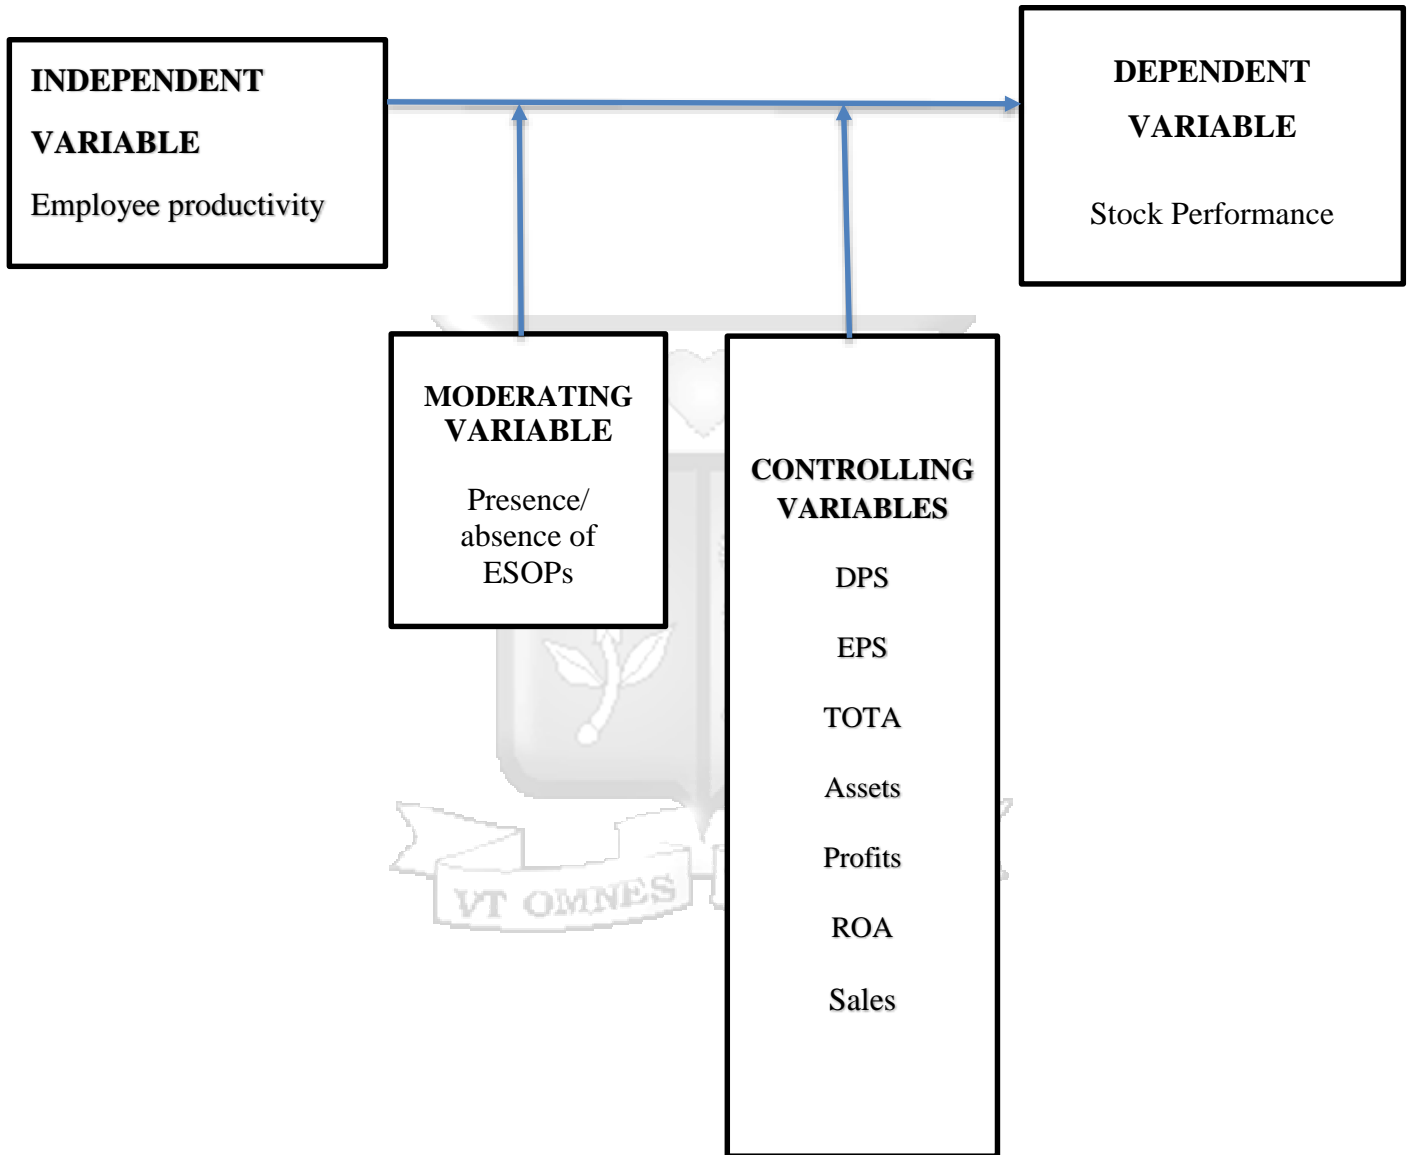 INDEPENDENT
VARIABLE
Employee productivity
DEPENDENT
VARIABLE
Stock Performance
MODERATING
VARIABLE
Presence/
absence of
ESOPs
CONTROLLING
VARIABLES
DPS
EPS
TOTA
Assets
Profits
ROA
Sales
VT OMNES